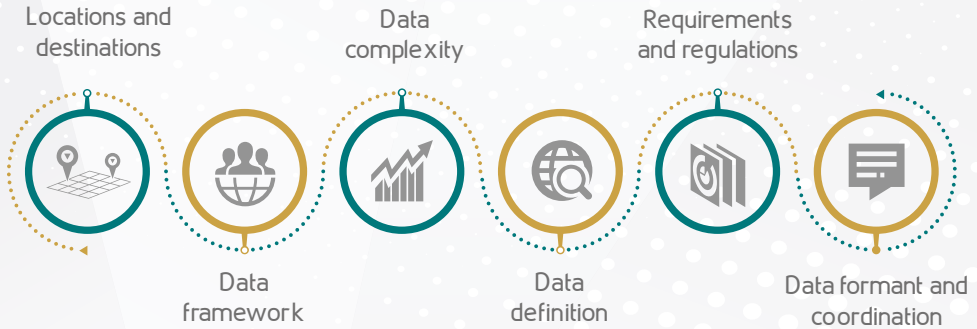 Locations and
destinations
Data
complexity
Requirements
and regulations
Data
framework
Data
definition
Data formant and
coordination